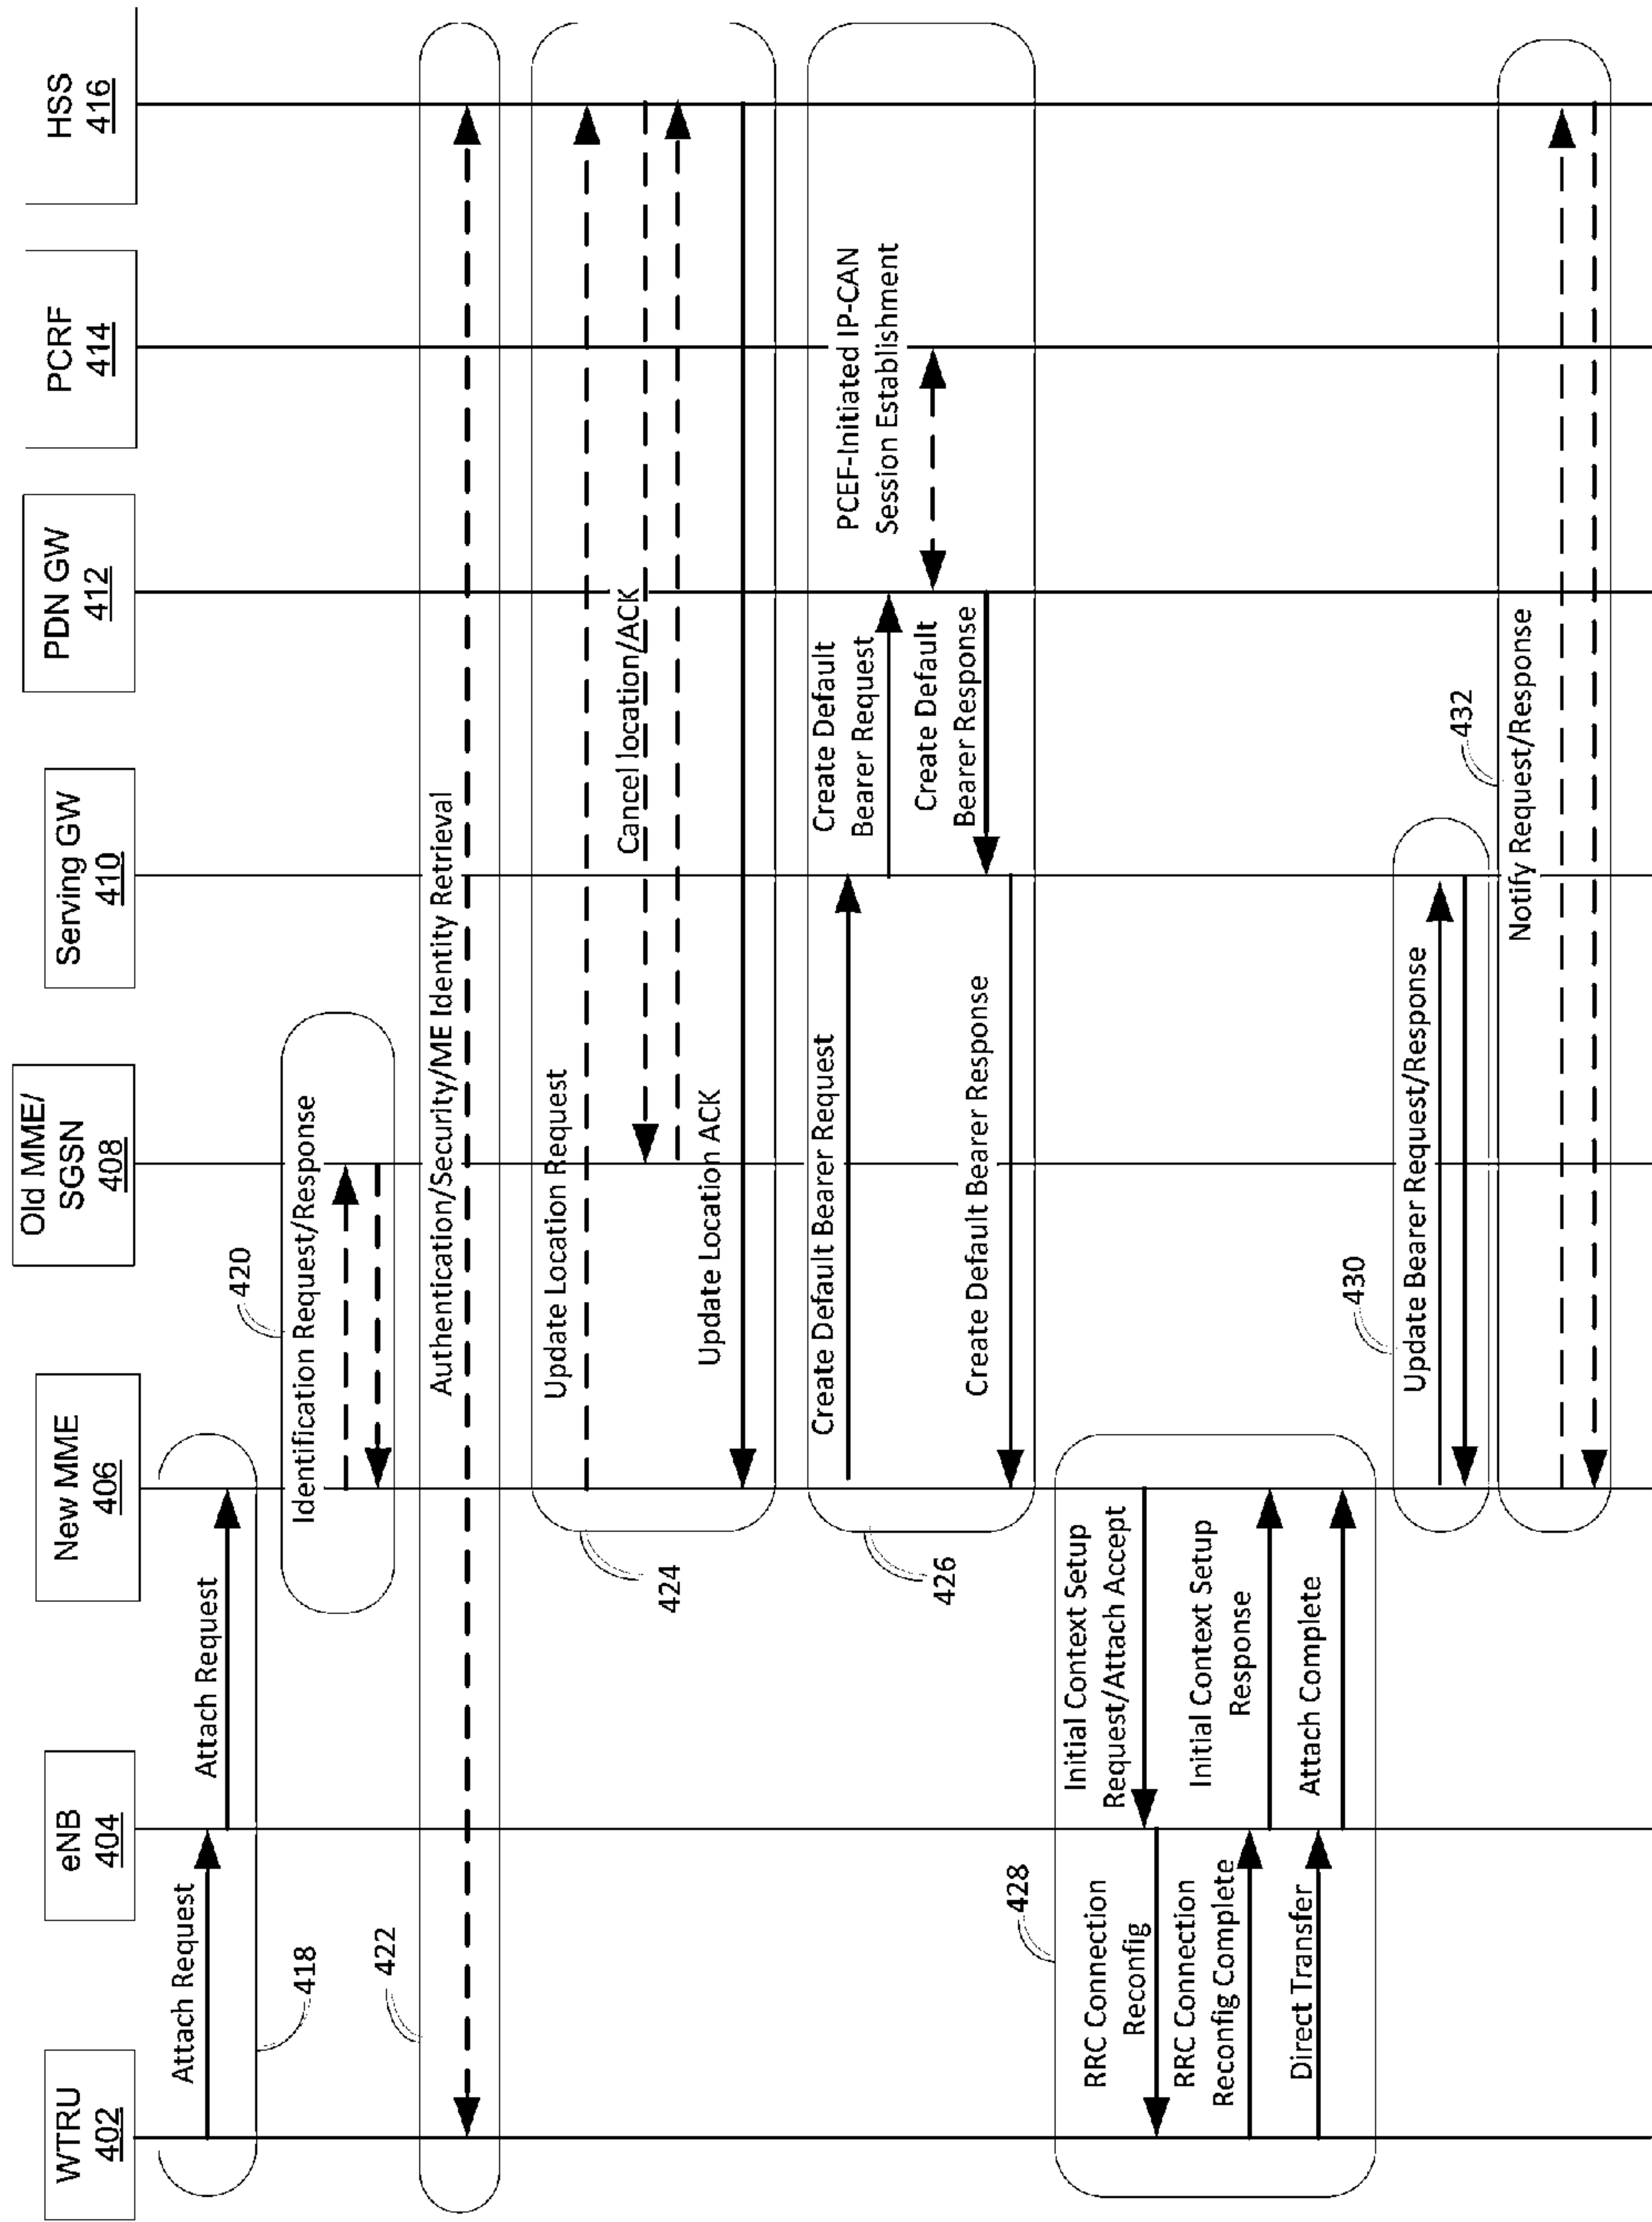 WTRU
402
eNB
404
New MME
406
Old MME/
SGSN
408
Serving GW
410
PDN GW
412
PCRF
414
HSS
416
Attach Request
Attach Request
418
420
Identification Request/Response
422
Authentication/Security/ME Identity Retrieval
Update Location Request
Cancel location/ACK
Update Location ACK
424
Create Default Bearer Request
Create Default
Bearer Request
PCEF-Initiated IP-CAN
Session Establishment
Create Default
Bearer Response
Create Default Bearer Response
426
428
Initial Context Setup
Request/Attach Accept
RRC Connection
Reconfig
RRC Connection
Reconfig Complete
Initial Context Setup
Response
Direct Transfer
Attach Complete
430
Update Bearer Request/Response
432
Notify Request/Response